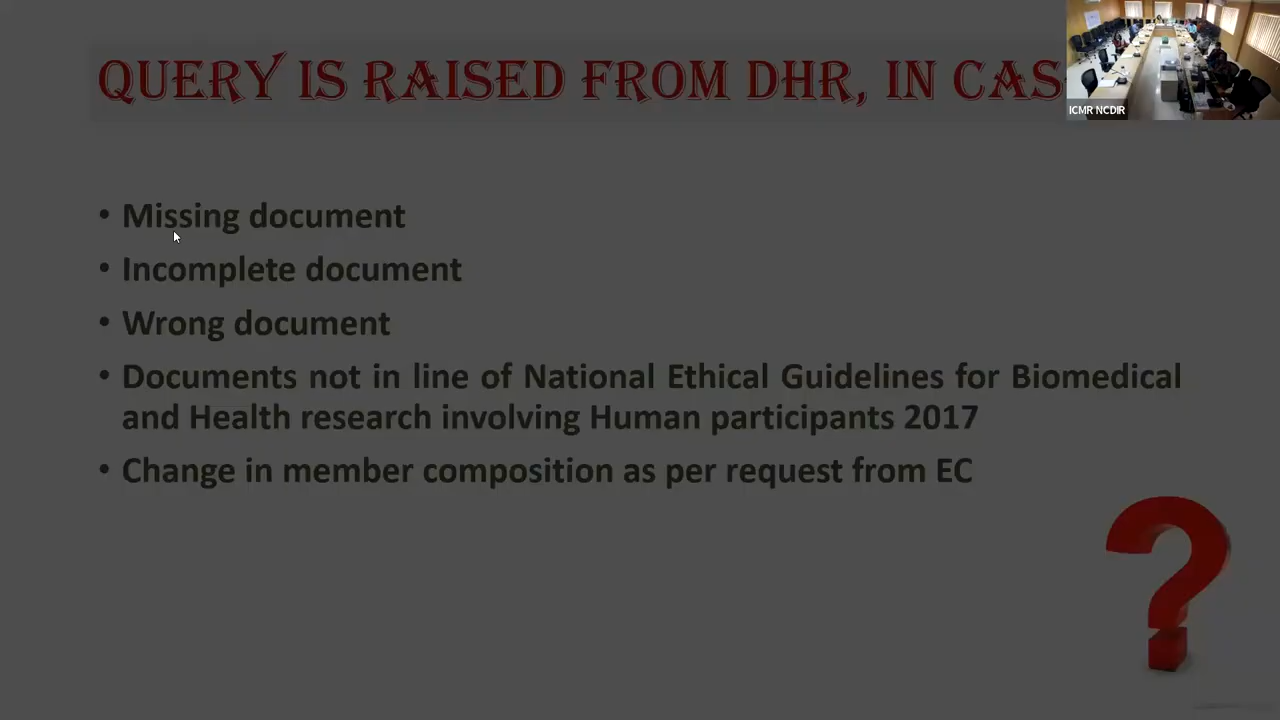 QUERY IS RAISED FROM DHR, IN CAS
ICMR NCDIR
• Missing document
• Incomplete document
• Wrong document
• Documents not in line of National Ethical Guidelines for Biomedical
and Health research involving Human participants 2017
• Change in member composition as per request from EC